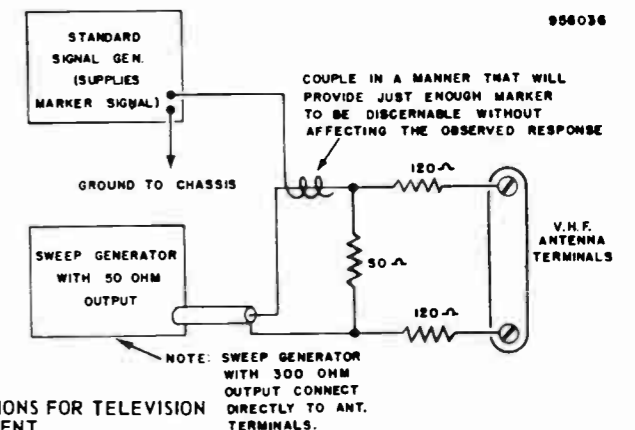 956036
STANDARD
SIGNAL GEN.
(SUPPLIES
MARKER SIGNAL)
COUPLE IN A MANNER THAT WILL
PROVIDE JUST ENOUGH MARKER
TO BE DISCERNABLE WITHOUT
AFFECTING THE OBSERVED RESPONSE
GROUND TO CHASSIS
120 Ω
V.H.F.
ANTENNA
TERMINALS
SWEEP GENERATOR
WITH 50 OHM
OUTPUT
50 Ω
120 Ω
NOTE: SWEEP GENERATOR
WITH 300 OHM
OUTPUT CONNECT
DIRECTLY TO ANT.
TERMINALS.
IONS FOR TELEVISION
ENT